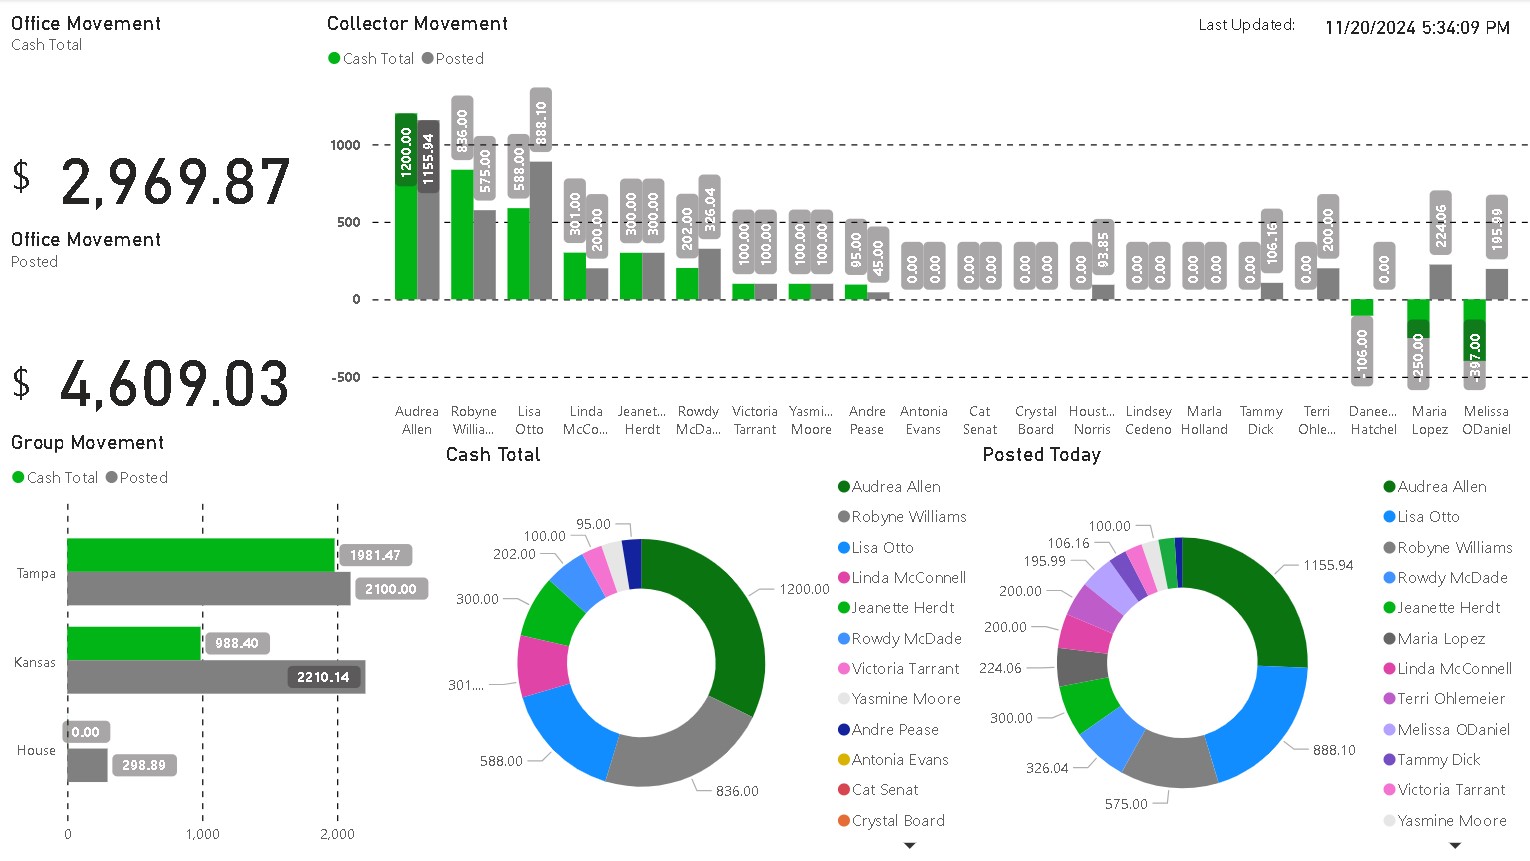 Office Movement
Cash Total
$ 2,969.87
Office Movement
Posted
$ 4,609.03
Collector Movement
Cash Total Posted
Last Updated: 11/20/2024 5:34:09 PM
1000
500
0
-500
1200.00
1155.94
836.00
575.00
588.00
888.10
301.00
200.00
300.00
300.00
202.00
326.04
100.00
100.00
100.00
100.00
95.00
45.00
0.00
0.00
0.00
0.00
0.00
0.00
0.00
93.85
0.00
0.00
0.00
0.00
0.00
106.16
0.00
200.00
-106.00
0.00
-250.00
224.06
-397.00
195.99
Audrea Allen
Robyne Willia...
Lisa Otto
Linda McCo...
Jeanet... Herdt
Rowdy McDa...
Victoria Tarrant
Yasmi... Moore
Andre Pease
Antonia Evans
Cat Senat
Crystal Board
Houst... Norris
Lindsey Cedeno
Marla Holland
Tammy Dick
Terri Ohle...
Danee... Hatchel
Maria Lopez
Melissa ODaniel
Group Movement
Cash Total Posted
Tampa
1981.47
2100.00
Kansas
988.40
2210.14
House
0.00
298.89
0 1,000 2,000
Cash Total
95.00
100.00
202.00
300.00
301....
588.00
836.00
1200.00
Audrea Allen
Robyne Williams
Lisa Otto
Linda McConnell
Jeanette Herdt
Rowdy McDade
Victoria Tarrant
Yasmine Moore
Andre Pease
Antonia Evans
Cat Senat
Crystal Board
Posted Today
100.00
106.16
195.99
200.00
200.00
224.06
300.00
326.04
575.00
888.10
1155.94
Audrea Allen
Lisa Otto
Robyne Williams
Rowdy McDade
Jeanette Herdt
Maria Lopez
Linda McConnell
Terri Ohlemeier
Melissa ODaniel
Tammy Dick
Victoria Tarrant
Yasmine Moore